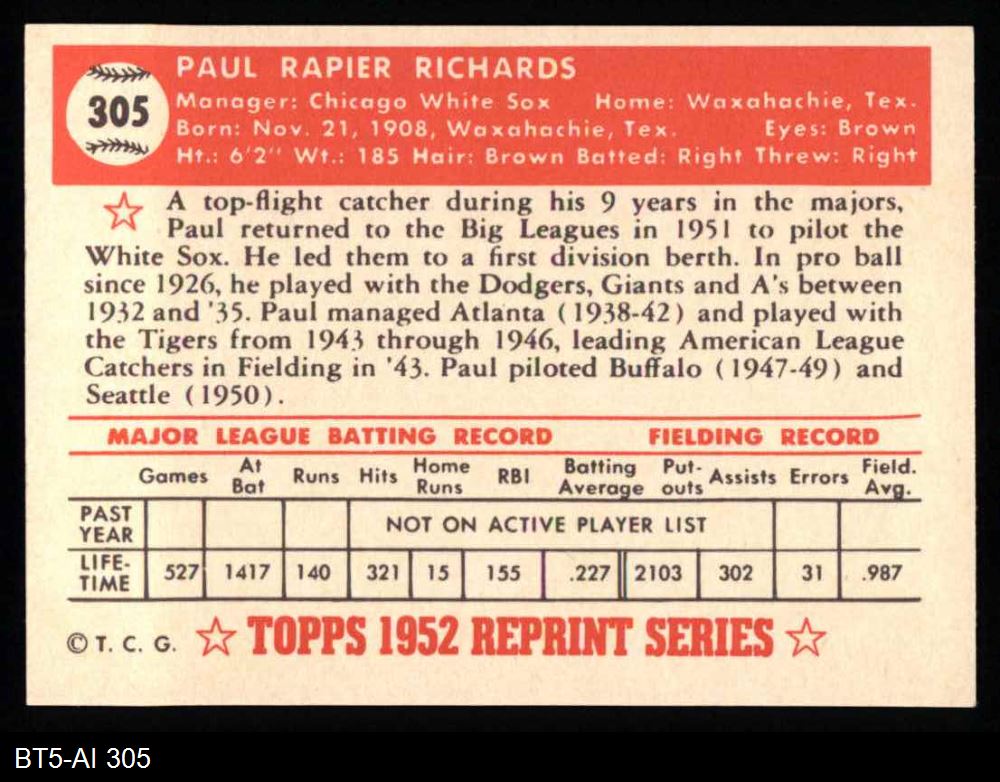 305
PAUL RAPIER RICHARDS
Manager: Chicago White Sox Home: Waxahachie, Tex.
Born: Nov. 21, 1908, Waxahachie, Tex. Eyes: Brown
Ht.: 6'2" Wt.: 185 Hair: Brown Batted: Right Threw: Right
A top-flight catcher during his 9 years in the majors,
Paul returned to the Big Leagues in 1951 to pilot the
White Sox. He led them to a first division berth. In pro ball
since 1926, he played with the Dodgers, Giants and A's between
1932 and '35. Paul managed Atlanta (1938-42) and played with
the Tigers from 1943 through 1946, leading American League
Catchers in Fielding in '43. Paul piloted Buffalo (1947-49) and
Seattle (1950).
MAJOR LEAGUE BATTING RECORD FIELDING RECORD
Games At Bat Runs Hits Home Runs RBI Batting Average Put-outs Assists Errors Field. Avg.
PAST YEAR NOT ON ACTIVE PLAYER LIST
LIFE-TIME 527 1417 140 321 15 155 .227 2103 302 31 .987
© T. C. G. ☆ TOPPS 1952 REPRINT SERIES ☆
BT5-AI 305